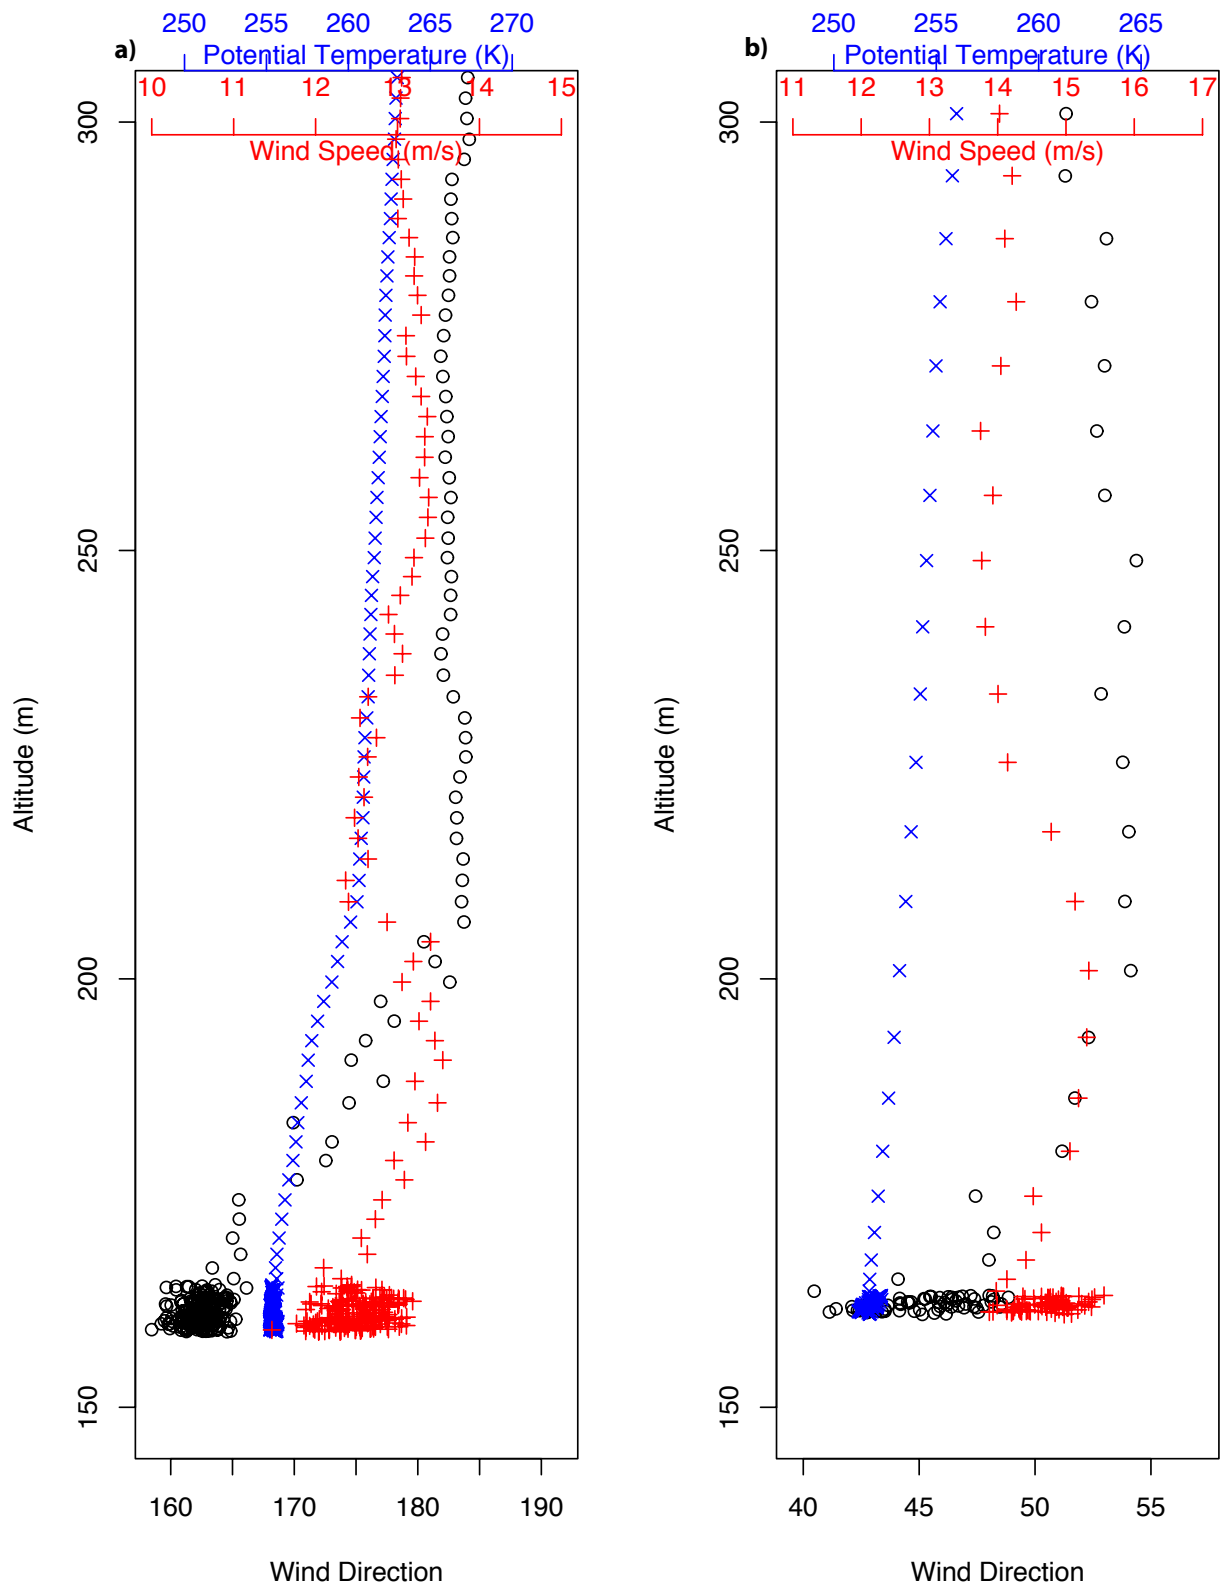 a)
250 255 260 265 270
Potential Temperature (K)
10 11 12 13 14 15
Wind Speed (m/s)
300
250
200
150
Altitude (m)
160 170 180 190
Wind Direction
b)
250 255 260 265
Potential Temperature (K)
11 12 13 14 15 16 17
Wind Speed (m/s)
300
250
200
150
Altitude (m)
40 45 50 55
Wind Direction